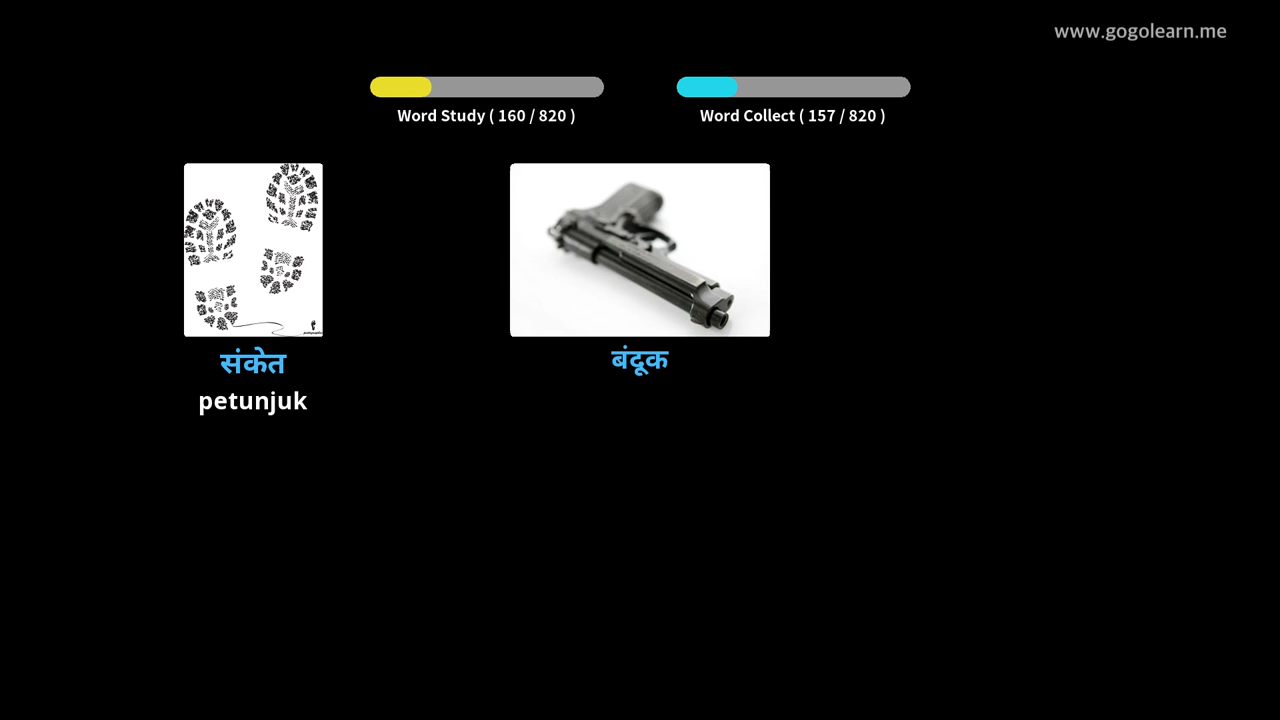 www.gogolearn.me
Word Study ( 160 / 820 )
Word Collect ( 157 / 820 )
संकेत
petunjuk
बंदूक